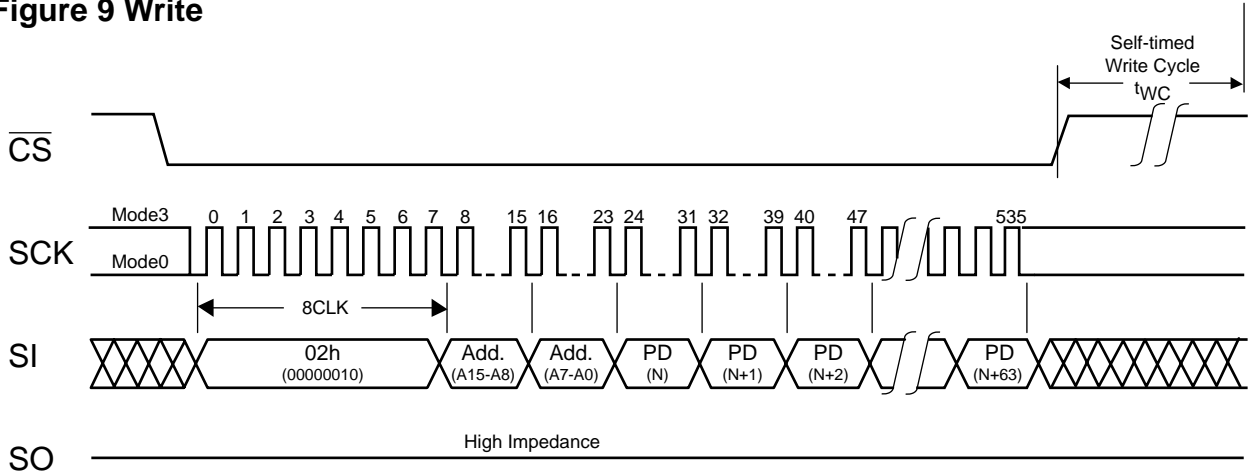 Figure 9 Write
Self-timed
Write Cycle
tWC
CS
Mode3
0 1 2 3 4 5 6 7 8 15 16 23 24 31 32 39 40 47 535
SCK
Mode0
8CLK
SI
02h
(00000010)
Add.
(A15-A8)
Add.
(A7-A0)
PD
(N)
PD
(N+1)
PD
(N+2)
PD
(N+63)
High Impedance
SO